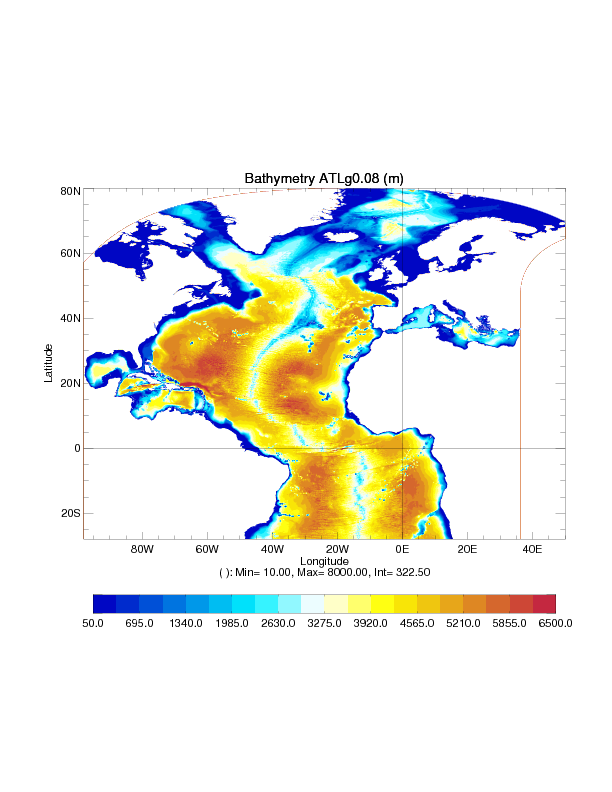 Bathymetry ATLg0.08 (m)
80N
60N
40N
20N
0
20S
Latitude
80W 60W 40W 20W 0E 20E 40E
Longitude
( ): Min= 10.00, Max= 8000.00, Int= 322.50
50.0 695.0 1340.0 1985.0 2630.0 3275.0 3920.0 4565.0 5210.0 5855.0 6500.0